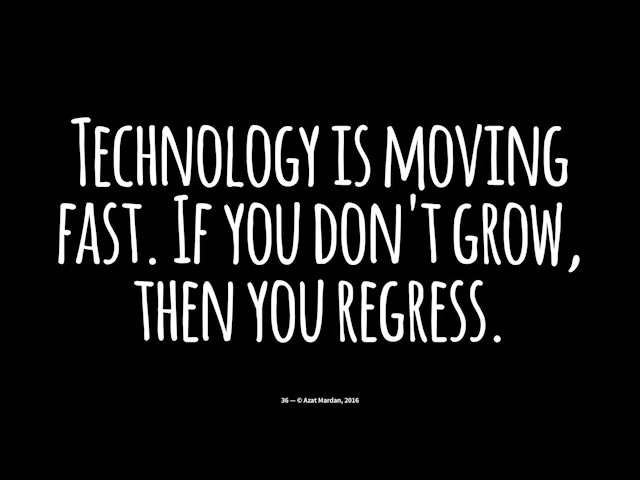 Technology is moving
fast. If you don't grow,
then you regress.
36 — © Azat Mardan, 2016